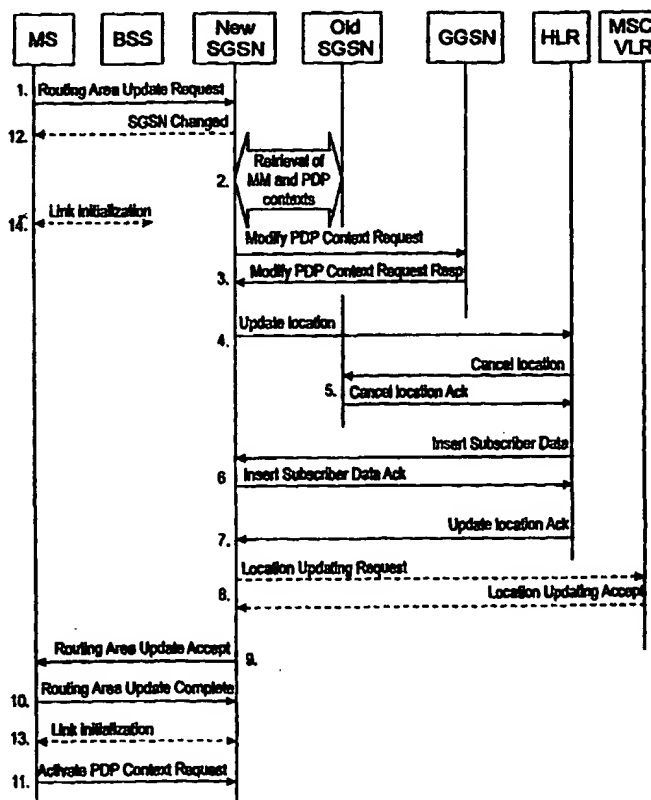 MS
BSS
New
SGSN
Old
SGSN
GGSN
HLR
MSC/
VLR
1. Routing Area Update Request
12. SGSN Changed
2. Retrieval of
MM and PDP
contexts
14. Link initialization
Modify PDP Context Request
3. Modify PDP Context Request Resp
4. Update location
Cancel location
5. Cancel location Ack
Insert Subscriber Data
6 Insert Subscriber Data Ack
7. Update location Ack
Location Updating Request
8. Location Updating Accept
Routing Area Update Accept 9.
10. Routing Area Update Complete
13. Link initialization
11. Activate PDP Context Request